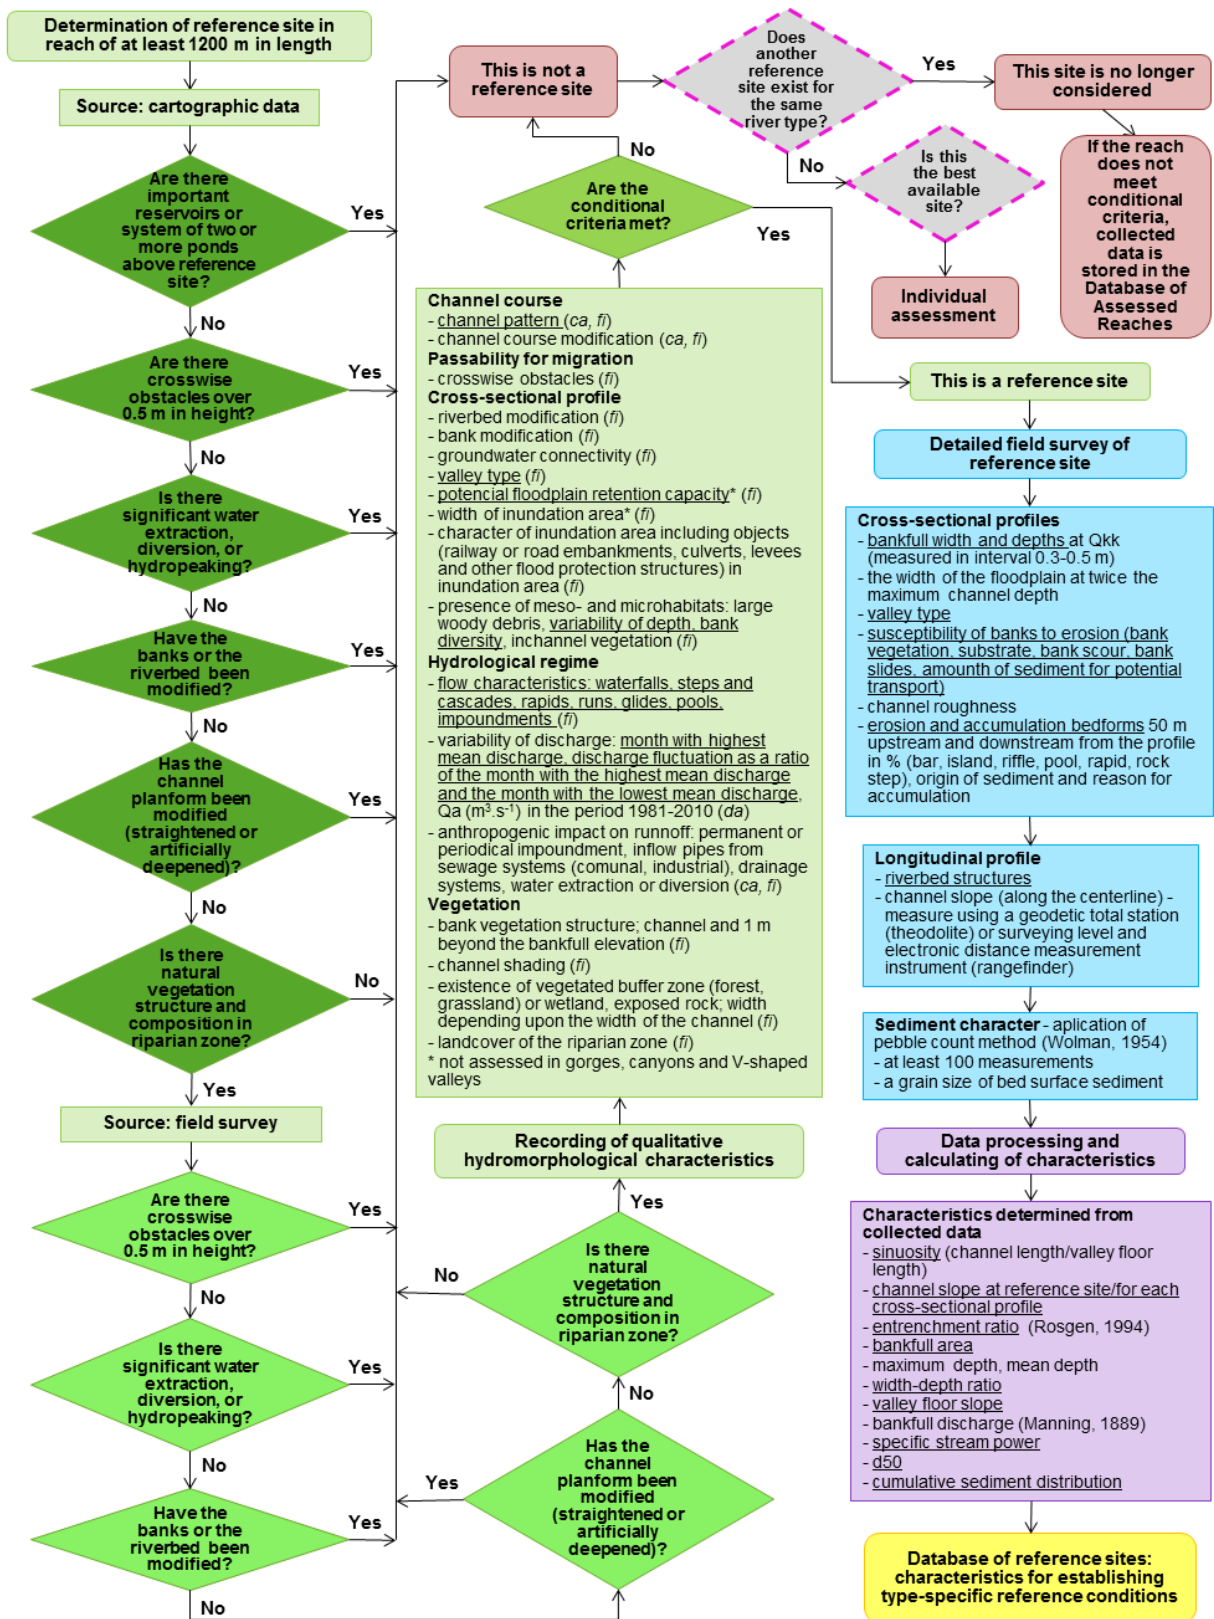 Determination of reference site in
reach of at least 1200 m in length
Source: cartographic data
Are there
important
reservoirs or
system of two or
more ponds
above reference
site?
Yes
No
Are there
crosswise
obstacles over
0.5 m in height?
Yes
No
Is there
significant water
extraction,
diversion, or
hydropeaking?
Yes
No
Have the
banks or the
riverbed been
modified?
Yes
No
Has the
channel
planform been
modified
(straightened or
artificially
deepened)?
Yes
No
Is there
natural
vegetation
structure and
composition in
riparian zone?
No
Yes
Source: field survey
Are there
crosswise
obstacles over
0.5 m in height?
Yes
No
Is there
significant water
extraction,
diversion, or
hydropeaking?
Yes
No
Have the
banks or the
riverbed been
modified?
Yes
No
Has the
channel
planform been
modified
(straightened or
artificially
deepened)?
Yes
No
Is there
natural
vegetation
structure and
composition in
riparian zone?
No
Yes
Recording of qualitative
hydromorphological characteristics
Channel course
- channel pattern (ca, fi)
- channel course modification (ca, fi)
Passability for migration
- crosswise obstacles (fi)
Cross-sectional profile
- riverbed modification (fi)
- bank modification (fi)
- groundwater connectivity (fi)
- valley type (fi)
- potencial floodplain retention capacity* (fi)
- width of inundation area* (fi)
- character of inundation area including objects
(railway or road embankments, culverts, levees
and other flood protection structures) in
inundation area (fi)
- presence of meso- and microhabitats: large
woody debris, variability of depth, bank
diversity, inchannel vegetation (fi)
Hydrological regime
- flow characteristics: waterfalls, steps and
cascades, rapids, runs, glides, pools,
impoundments (fi)
- variability of discharge: month with highest
mean discharge, discharge fluctuation as a ratio
of the month with the highest mean discharge
and the month with the lowest mean discharge,
Qa (m³.s⁻¹) in the period 1981-2010 (da)
- anthropogenic impact on runnoff: permanent or
periodical impoundment, inflow pipes from
sewage systems (comunal, industrial), drainage
systems, water extraction or diversion (ca, fi)
Vegetation
- bank vegetation structure; channel and 1 m
beyond the bankfull elevation (fi)
- channel shading (fi)
- existence of vegetated buffer zone (forest,
grassland) or wetland, exposed rock; width
depending upon the width of the channel (fi)
- landcover of the riparian zone (fi)
* not assessed in gorges, canyons and V-shaped
valleys
Are the
conditional
criteria met?
No
Yes
This is not a
reference site
Does
another
reference
site exist for
the same
river type?
Yes
No
This site is no longer
considered
If the reach
does not
meet
conditional
criteria,
collected
data is
stored in the
Database of
Assessed
Reaches
Is this
the best
available
site?
Individual
assessment
This is a reference site
Detailed field survey of
reference site
Cross-sectional profiles
- bankfull width and depths at Qkk
(measured in interval 0.3-0.5 m)
- the width of the floodplain at twice the
maximum channel depth
- valley type
- susceptibility of banks to erosion (bank
vegetation, substrate, bank scour, bank
slides, amounth of sediment for potential
transport)
- channel roughness
- erosion and accumulation bedforms 50 m
upstream and downstream from the profile
in % (bar, island, riffle, pool, rapid, rock
step), origin of sediment and reason for
accumulation
Longitudinal profile
- riverbed structures
- channel slope (along the centerline) -
measure using a geodetic total station
(theodolite) or surveying level and
electronic distance measurement
instrument (rangefinder)
Sediment character - aplication of
pebble count method (Wolman, 1954)
- at least 100 measurements
- a grain size of bed surface sediment
Data processing and
calculating of characteristics
Characteristics determined from
collected data
- sinuosity (channel length/valley floor
length)
- channel slope at reference site/for each
cross-sectional profile
- entrenchment ratio (Rosgen, 1994)
- bankfull area
- maximum depth, mean depth
- width-depth ratio
- valley floor slope
- bankfull discharge (Manning, 1889)
- specific stream power
- d50
- cumulative sediment distribution
Database of reference sites:
characteristics for establishing
type-specific reference conditions